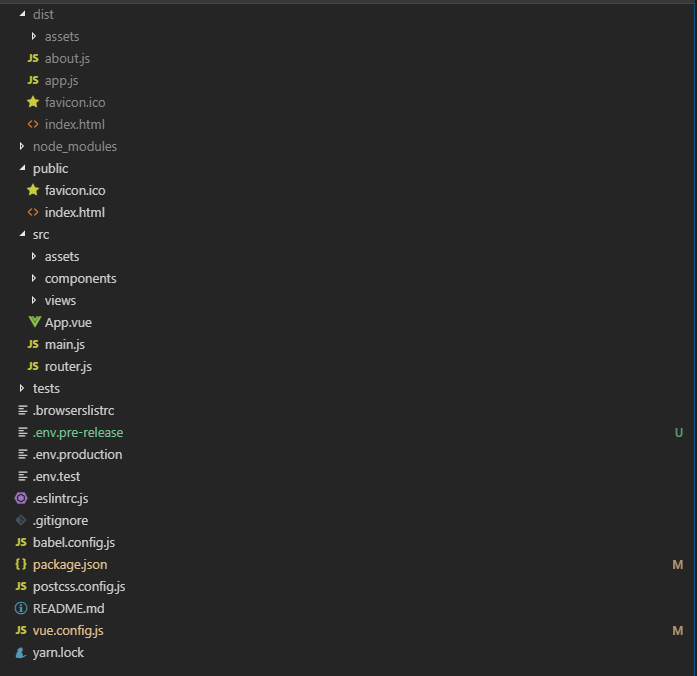 dist
assets
JS about.js
JS app.js
favicon.ico
<> index.html
node_modules
public
favicon.ico
<> index.html
src
assets
components
views
App.vue
JS main.js
JS router.js
tests
.browserslistrc
.env.pre-release U
.env.production
.env.test
.eslintrc.js
.gitignore
JS babel.config.js
{} package.json M
JS postcss.config.js
README.md
JS vue.config.js M
yarn.lock